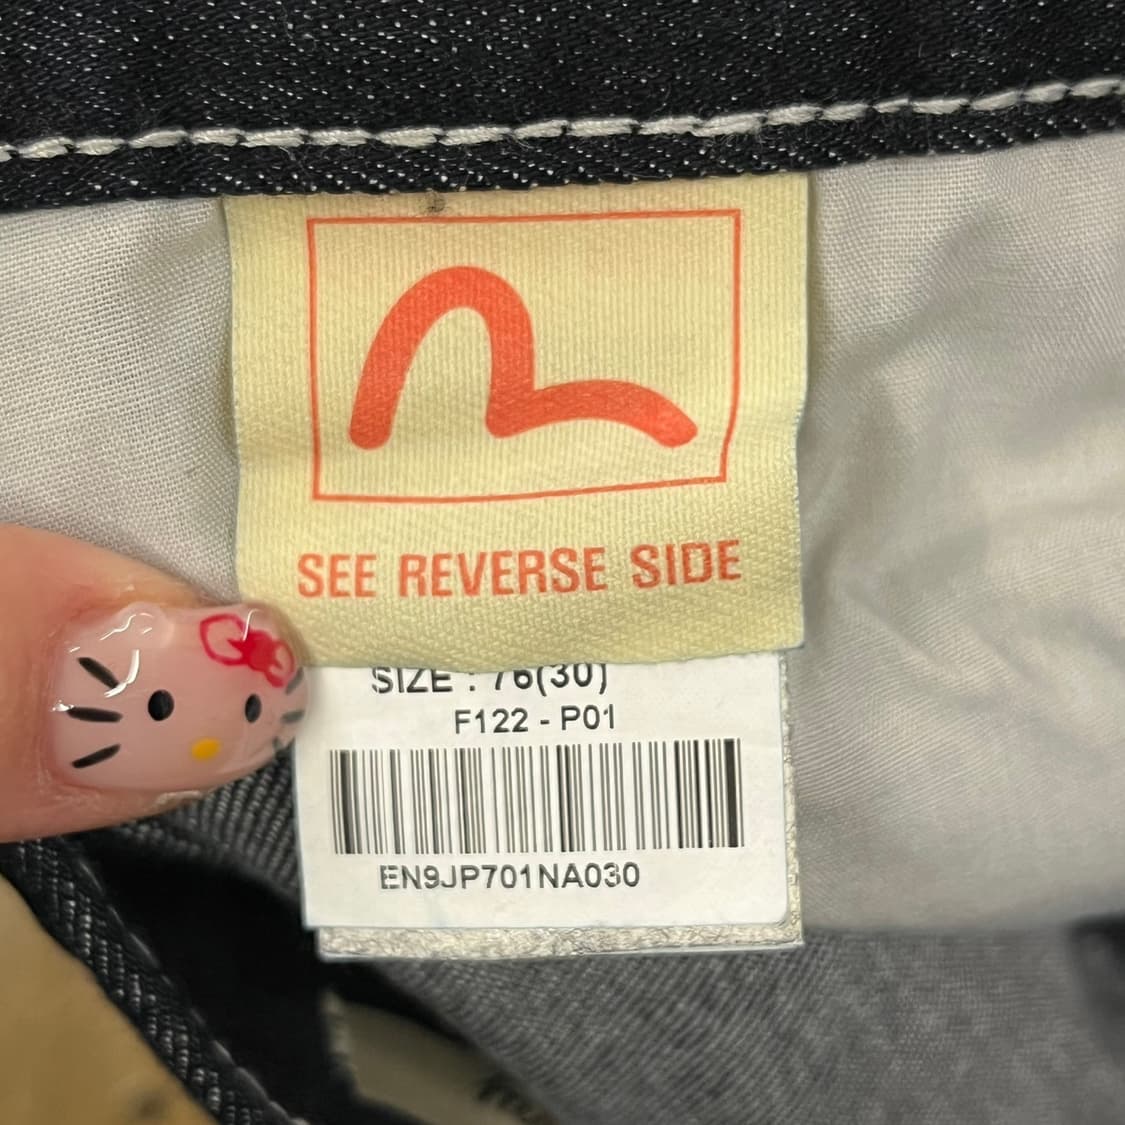 SEE REVERSE SIDE
SIZE : 76(30)
F122 - P01
EN9JP701NA030